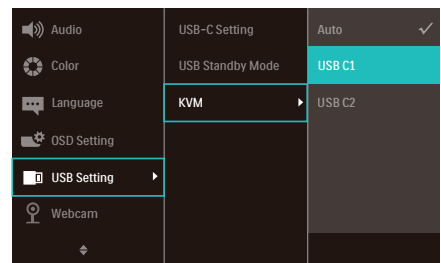 Audio
Color
Language
OSD Setting
USB Setting
Webcam
USB-C Setting
USB Standby Mode
KVM
Auto
USB C1
USB C2